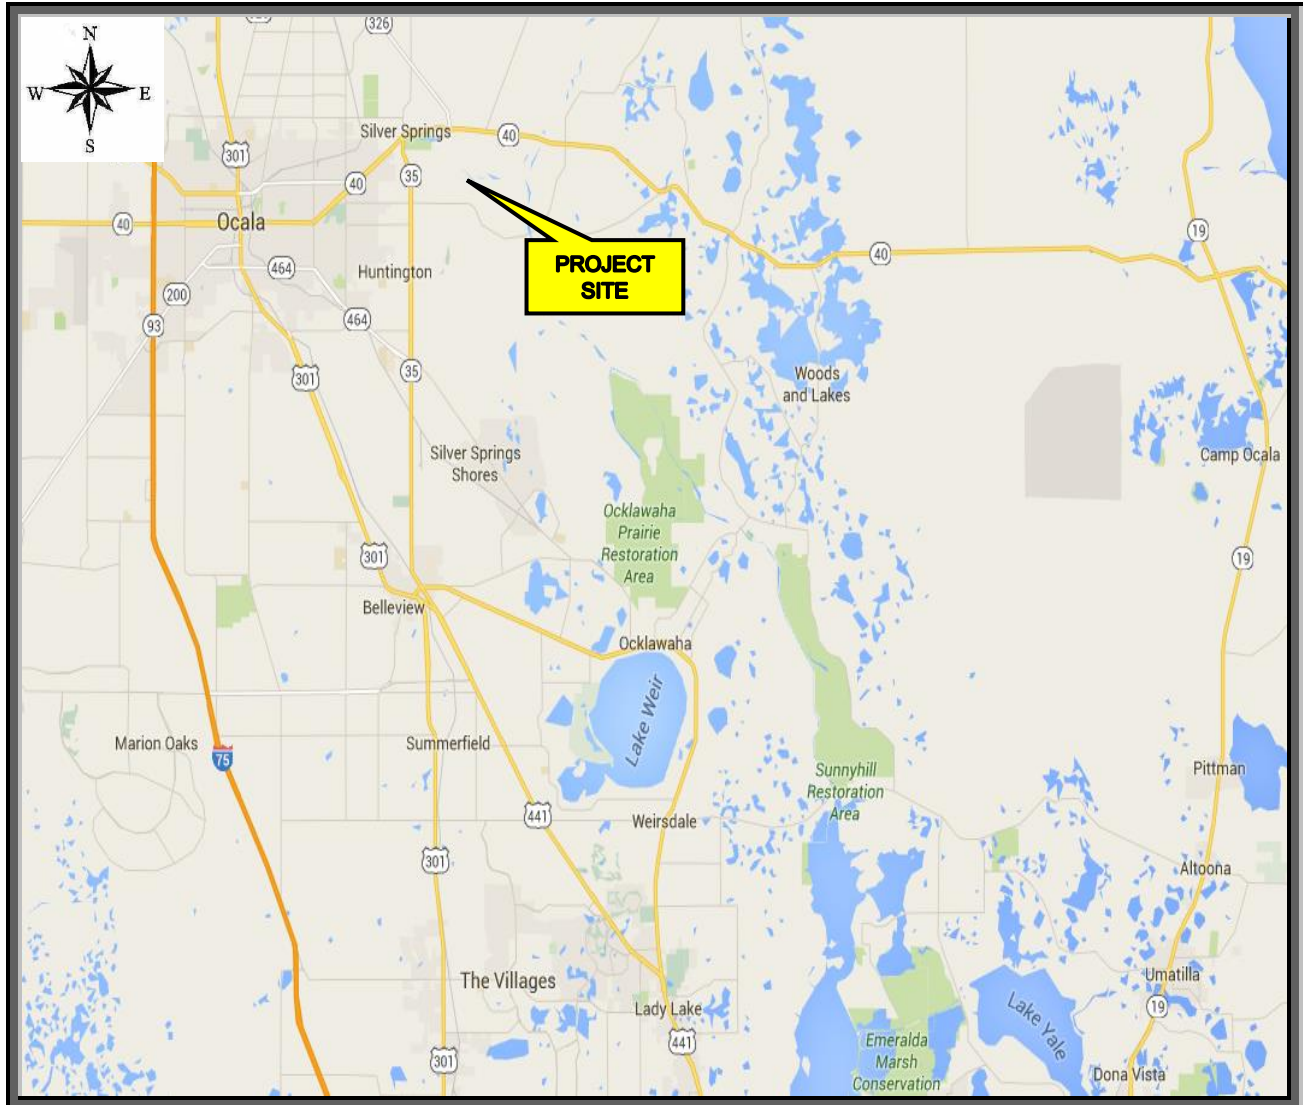 N
W
E
S
326
Silver Springs
40
301
35
40
40
Ocala
19
40
464
Huntington
PROJECT
SITE
200
464
93
301
35
Woods
and Lakes
Silver Springs
Shores
Camp Ocala
Ocklawaha
Prairie
Restoration
Area
301
19
Belleview
Ocklawaha
Lake Weir
Marion Oaks
75
Summerfield
Sunnyhill
Restoration
Area
Pittman
441
Weirsdale
301
Altoona
The Villages
Umatilla
Lady Lake
Lake Yale
19
441
301
Emeralda
Marsh
Conservation
Dona Vista